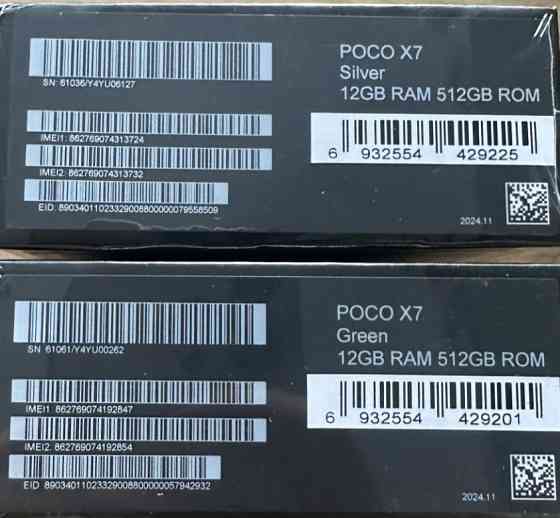 SN: 61036/Y4YU06127
IMEI1: 862769074313724
IMEI2: 862769074313732
EID: 89034011023329008800000079558509
POCO X7
Silver
12GB RAM 512GB ROM
6 932554 429225
2024.11
SN 61061/Y4YU00262
IMEI1 862769074192847
IMEI2: 862769074192854
EID 89034011023329008800000057942932
POCO X7
Green
12GB RAM 512GB ROM
6 932554 429201
2024.11